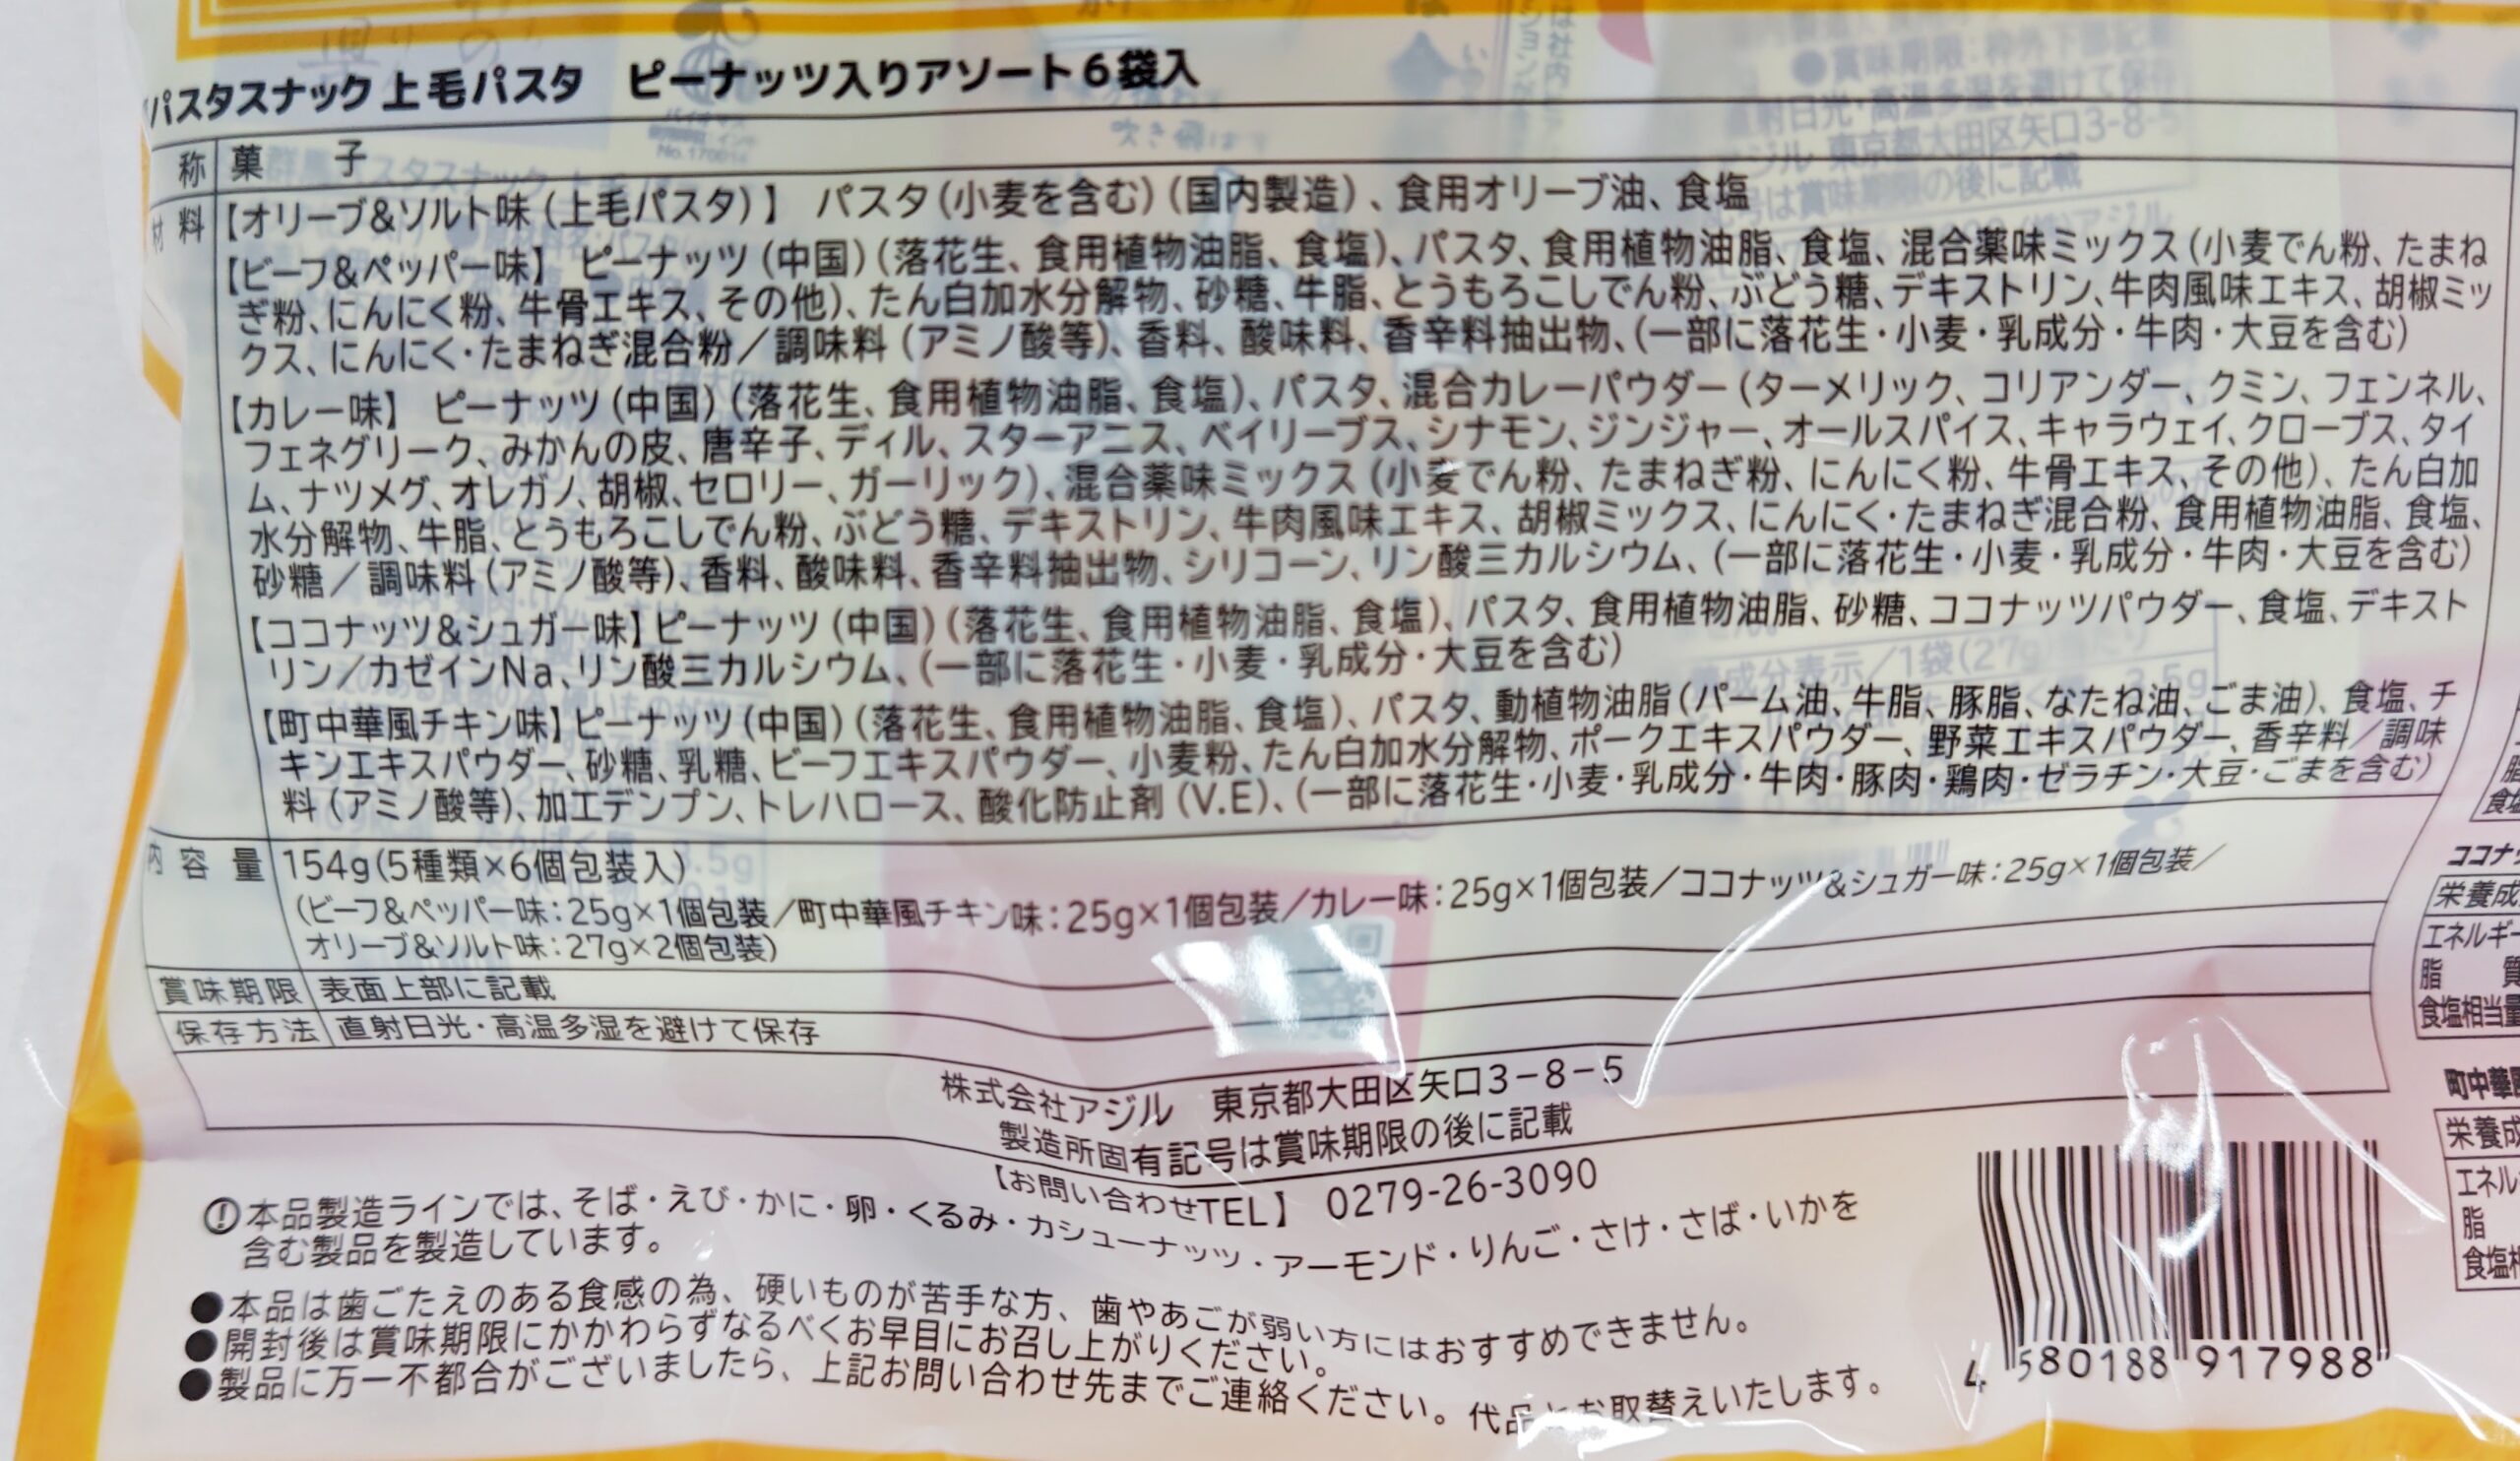 パスタスナック 上毛パスタ ピーナッツ入りアソート6袋入
称 菓 子
材 料 【オリーブ&ソルト味(上毛パスタ)】 パスタ(小麦を含む)(国内製造)、食用オリーブ油、食塩
【ビーフ&ペッパー味】 ピーナッツ(中国)(落花生、食用植物油脂、食塩)、パスタ、食用植物油脂、食塩、混合薬味ミックス(小麦でん粉、たまね
ぎ粉、にんにく粉、牛骨エキス、その他)、たん白加水分解物、砂糖、牛脂、とうもろこしでん粉、ぶどう糖、デキストリン、牛肉風味エキス、胡椒ミッ
クス、にんにく・たまねぎ混合粉/調味料(アミノ酸等)、香料、酸味料、香辛料抽出物、(一部に落花生・小麦・乳成分・牛肉・大豆を含む)
【カレー味】 ピーナッツ(中国)(落花生、食用植物油脂、食塩)、パスタ、混合カレーパウダー(ターメリック、コリアンダー、クミン、フェンネル、
フェネグリーク、みかんの皮、唐辛子、ディル、スターアニス、ベイリーブス、シナモン、ジンジャー、オールスパイス、キャラウェイ、クローブス、タイ
ム、ナツメグ、オレガノ、胡椒、セロリー、ガーリック)、混合薬味ミックス(小麦でん粉、たまねぎ粉、にんにく粉、牛骨エキス、その他)、たん白加
水分解物、牛脂、とうもろこしでん粉、ぶどう糖、デキストリン、牛肉風味エキス、胡椒ミックス、にんにく・たまねぎ混合粉、食用植物油脂、食塩、
砂糖/調味料(アミノ酸等)、香料、酸味料、香辛料抽出物、シリコーン、リン酸三カルシウム、(一部に落花生・小麦・乳成分・牛肉・大豆を含む)
【ココナッツ&シュガー味】ピーナッツ(中国)(落花生、食用植物油脂、食塩)、パスタ、食用植物油脂、砂糖、ココナッツパウダー、食塩、デキスト
リン/カゼインNa、リン酸三カルシウム、(一部に落花生・小麦・乳成分・大豆を含む)
【町中華風チキン味】ピーナッツ(中国)(落花生、食用植物油脂、食塩)、パスタ、動植物油脂(パーム油、牛脂、豚脂、なたね油、ごま油)、食塩、チ
キンエキスパウダー、砂糖、乳糖、ビーフエキスパウダー、小麦粉、たん白加水分解物、ポークエキスパウダー、野菜エキスパウダー、香辛料/調味
料(アミノ酸等)、加工デンプン、トレハロース、酸化防止剤(V.E)、(一部に落花生・小麦・乳成分・牛肉・豚肉・鶏肉・ゼラチン・大豆・ごまを含む)
内 容 量 154g(5種類×6個包装入)
(ビーフ&ペッパー味:25g×1個包装/町中華風チキン味:25g×1個包装/カレー味:25g×1個包装/ココナッツ&シュガー味:25g×1個包装/
オリーブ&ソルト味:27g×2個包装)
賞味期限 表面上部に記載
保存方法 直射日光・高温多湿を避けて保存
株式会社アジル 東京都大田区矢口3-8-5
製造所固有記号は賞味期限の後に記載
【お問い合わせTEL】 0279-26-3090
!本品製造ラインでは、そば・えび・かに・卵・くるみ・カシューナッツ・アーモンド・りんご・さけ・さば・いかを
含む製品を製造しています。
●本品は歯ごたえのある食感の為、硬いものが苦手な方、歯やあごが弱い方にはおすすめできません。
●開封後は賞味期限にかかわらずなるべくお早目にお召し上がりください。
●製品に万一不都合がございましたら、上記お問い合わせ先までご連絡ください。代品とお取替えいたします。
4 580188 917988
ココナ
栄養成
エネルギー
脂 質
食塩相当量
町中華
栄養成
エネル
脂
食塩相